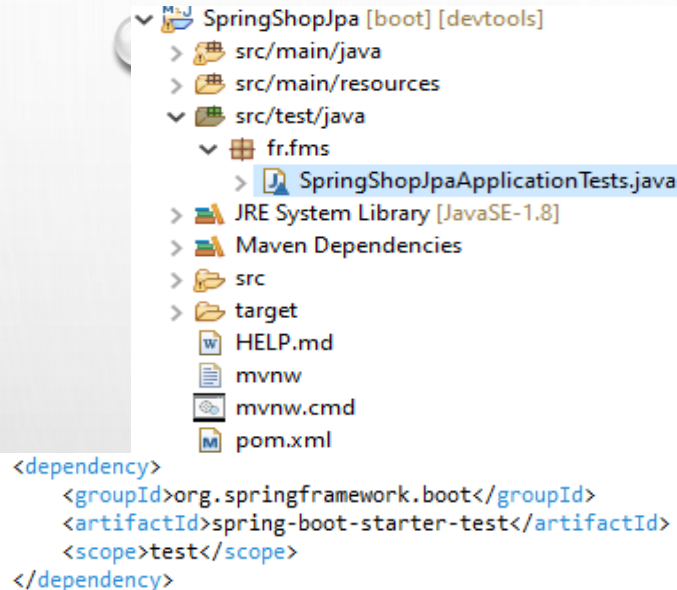 SpringShopJpa [boot] [devtools]
src/main/java
src/main/resources
src/test/java
fr.fms
SpringShopJpaApplicationTests.java
JRE System Library [JavaSE-1.8]
Maven Dependencies
src
target
HELP.md
mvnw
mvnw.cmd
pom.xml
<dependency>
    <groupId>org.springframework.boot</groupId>
    <artifactId>spring-boot-starter-test</artifactId>
    <scope>test</scope>
</dependency>